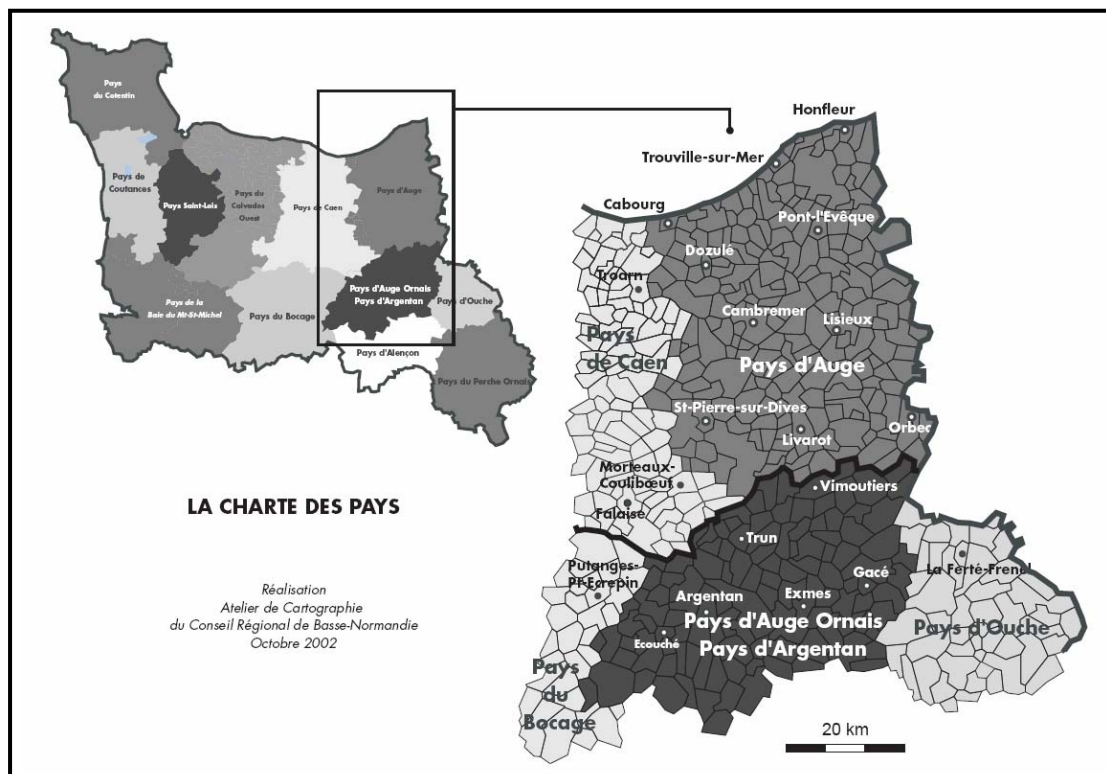 Pays
du Cotentin
Pays de
Coutances
Pays Saint-Lois
Pays du
Calvados
Ouest
Pays de Caen
Pays d'Auge
Pays d'Auge Ornais
Pays d'Argentan
Pays d'Ouche
Pays de la
Baie du Mt-St-Michel
Pays du Bocage
Pays d'Alençon
Pays du Perche Ornais
LA CHARTE DES PAYS
Réalisation
Atelier de Cartographie
du Conseil Régional de Basse-Normandie
Octobre 2002
Honfleur
Trouville-sur-Mer
Cabourg
Pont-l'Evêque
Dozulé
Troarn
Cambremer
Lisieux
Pays
de Caen
Pays d'Auge
St-Pierre-sur-Dives
Livarot
Orbec
Morteaux-
Coulibœuf
Falaise
Vimoutiers
Trun
Putanges-
Pt-Ecrepin
Gacé
La Ferté-Frenel
Argentan
Exmes
Pays d'Auge Ornais
Pays d'Argentan
Ecouché
Pays d'Ouche
Pays
du
Bocage
20 km